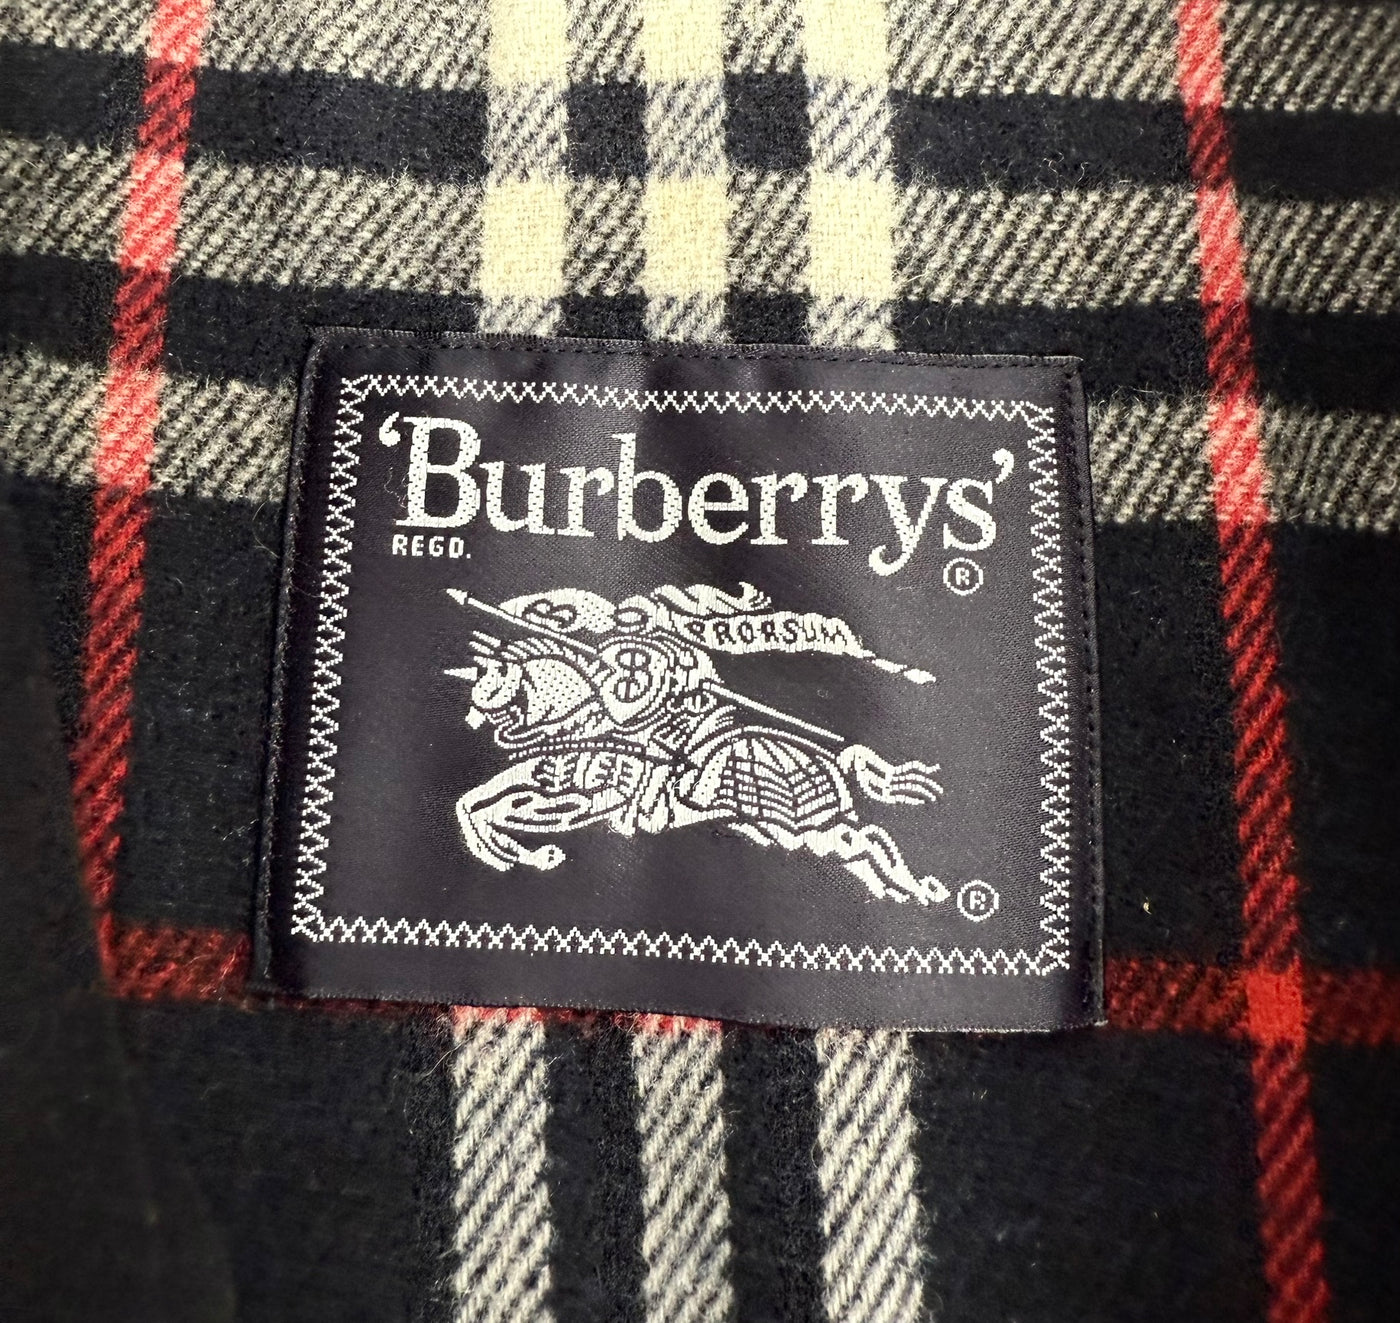 ‘Burberrys’
REGD.
®
PRORSUM
B
®